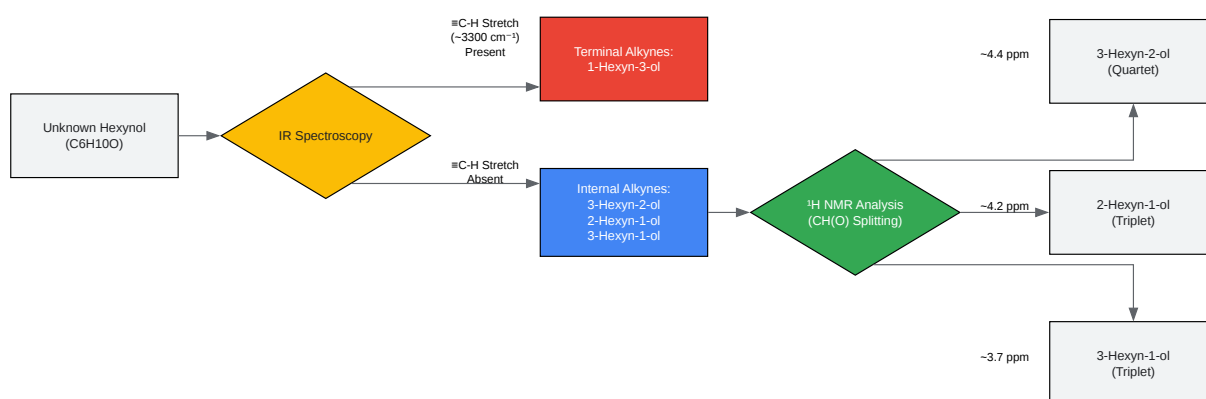 Unknown Hexynol
(C6H10O)
IR Spectroscopy
≡C-H Stretch
(~3300 cm⁻¹)
Present
Terminal Alkynes:
1-Hexyn-3-ol
≡C-H Stretch
Absent
Internal Alkynes:
3-Hexyn-2-ol
2-Hexyn-1-ol
3-Hexyn-1-ol
¹H NMR Analysis
(CH(O) Splitting)
~4.4 ppm
3-Hexyn-2-ol
(Quartet)
~4.2 ppm
2-Hexyn-1-ol
(Triplet)
~3.7 ppm
3-Hexyn-1-ol
(Triplet)